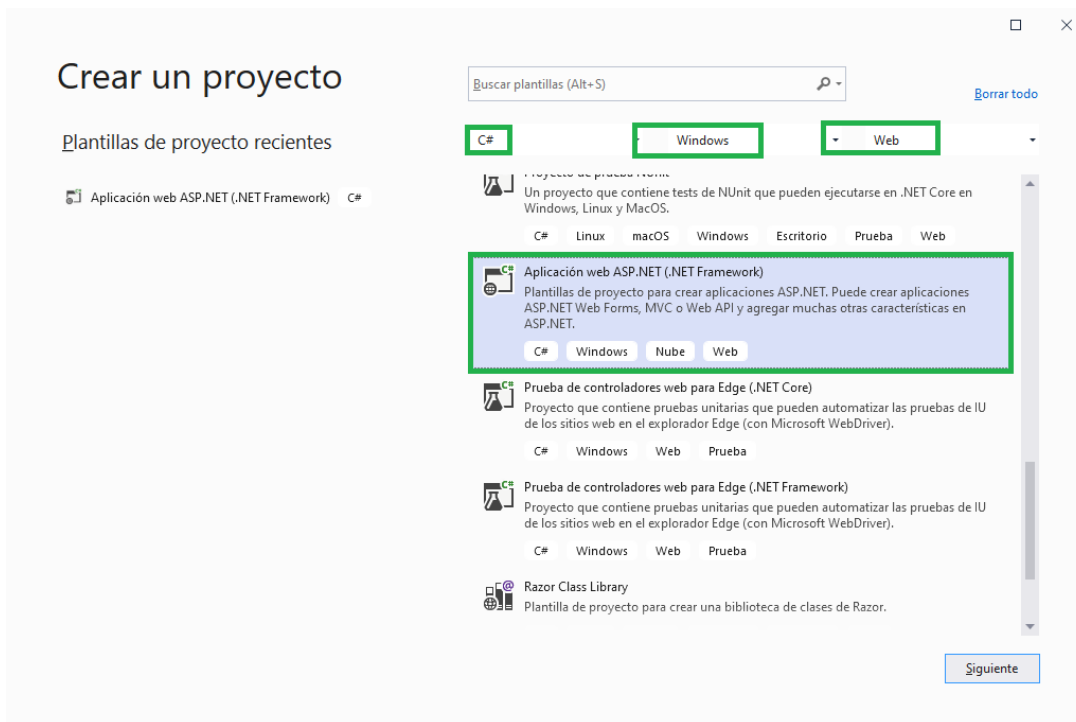 Crear un proyecto
Buscar plantillas (Alt+S)
Borrar todo
Plantillas de proyecto recientes
C# Windows Web
Aplicación web ASP.NET (.NET Framework) C#
Proyecto de prueba NUnit
Un proyecto que contiene tests de NUnit que pueden ejecutarse en .NET Core en
Windows, Linux y MacOS.
C# Linux macOS Windows Escritorio Prueba Web
C#
Aplicación web ASP.NET (.NET Framework)
Plantillas de proyecto para crear aplicaciones ASP.NET. Puede crear aplicaciones
ASP.NET Web Forms, MVC o Web API y agregar muchas otras características en
ASP.NET.
C# Windows Nube Web
C#
Prueba de controladores web para Edge (.NET Core)
Proyecto que contiene pruebas unitarias que pueden automatizar las pruebas de IU
de los sitios web en el explorador Edge (con Microsoft WebDriver).
C# Windows Web Prueba
C#
Prueba de controladores web para Edge (.NET Framework)
Proyecto que contiene pruebas unitarias que pueden automatizar las pruebas de IU
de los sitios web en el explorador Edge (con Microsoft WebDriver).
C# Windows Web Prueba
@
Razor Class Library
Plantilla de proyecto para crear una biblioteca de clases de Razor.
Siguiente